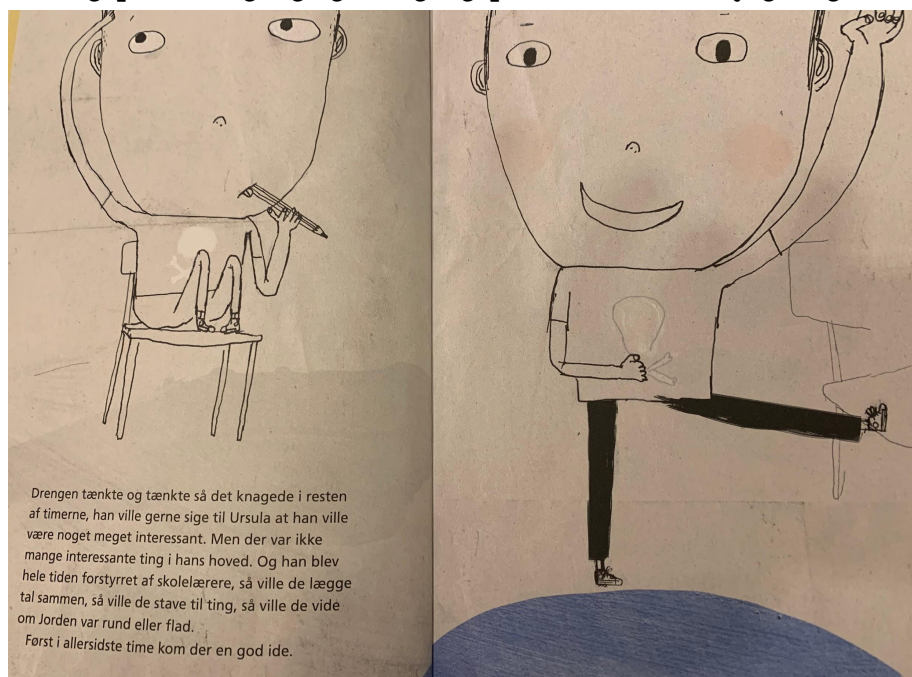 Drengen tænkte og tænkte så det knagede i resten
af timerne, han ville gerne sige til Ursula at han ville
være noget meget interessant. Men der var ikke
mange interessante ting i hans hoved. Og han blev
hele tiden forstyrret af skolelærere, så ville de lægge
tal sammen, så ville de stave til ting, så ville de vide
om Jorden var rund eller flad.
Først i allersidste time kom der en god ide.